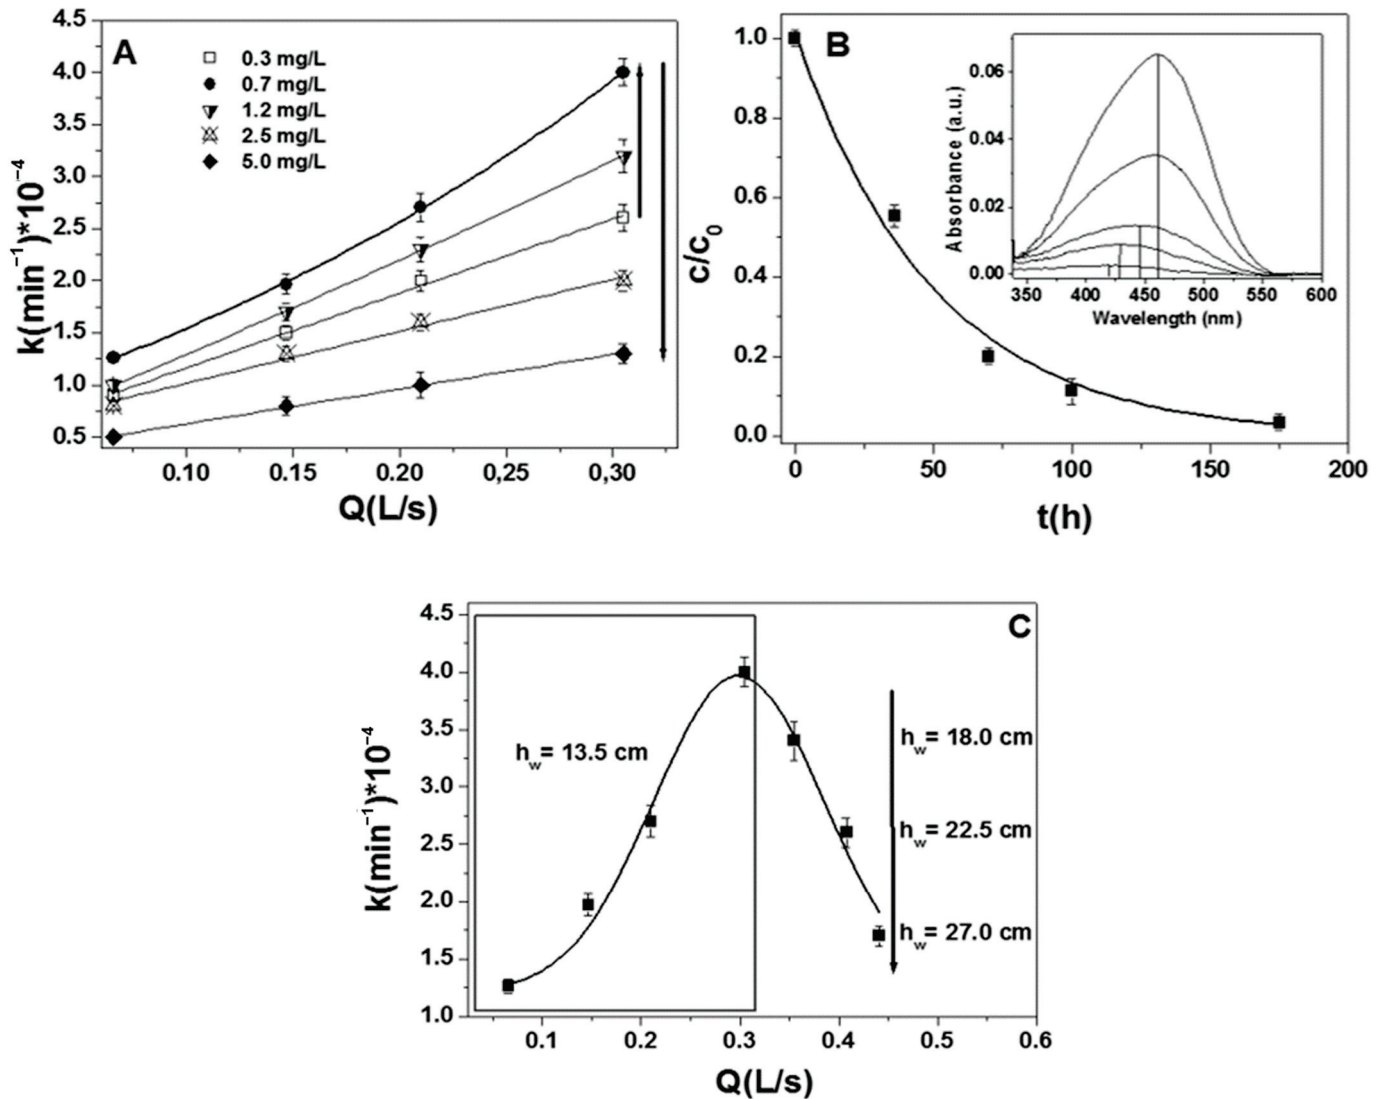 A
0.3 mg/L
0.7 mg/L
1.2 mg/L
2.5 mg/L
5.0 mg/L
4.5
4.0
3.5
3.0
2.5
2.0
1.5
1.0
0.5
k(min⁻¹)*10⁻⁴
0.10 0.15 0.20 0,25 0,30
Q(L/s)
B
1.0
0.8
0.6
0.4
0.2
0.0
c/c₀
0 50 100 150 200
t(h)
0.06
0.04
0.02
0.00
Absorbance (a.u.)
350 400 450 500 550 600
Wavelength (nm)
C
4.5
4.0
3.5
3.0
2.5
2.0
1.5
1.0
k(min⁻¹)*10⁻⁴
h_w= 13.5 cm
h_w= 18.0 cm
h_w= 22.5 cm
h_w= 27.0 cm
0.1 0.2 0.3 0.4 0.5 0.6
Q(L/s)